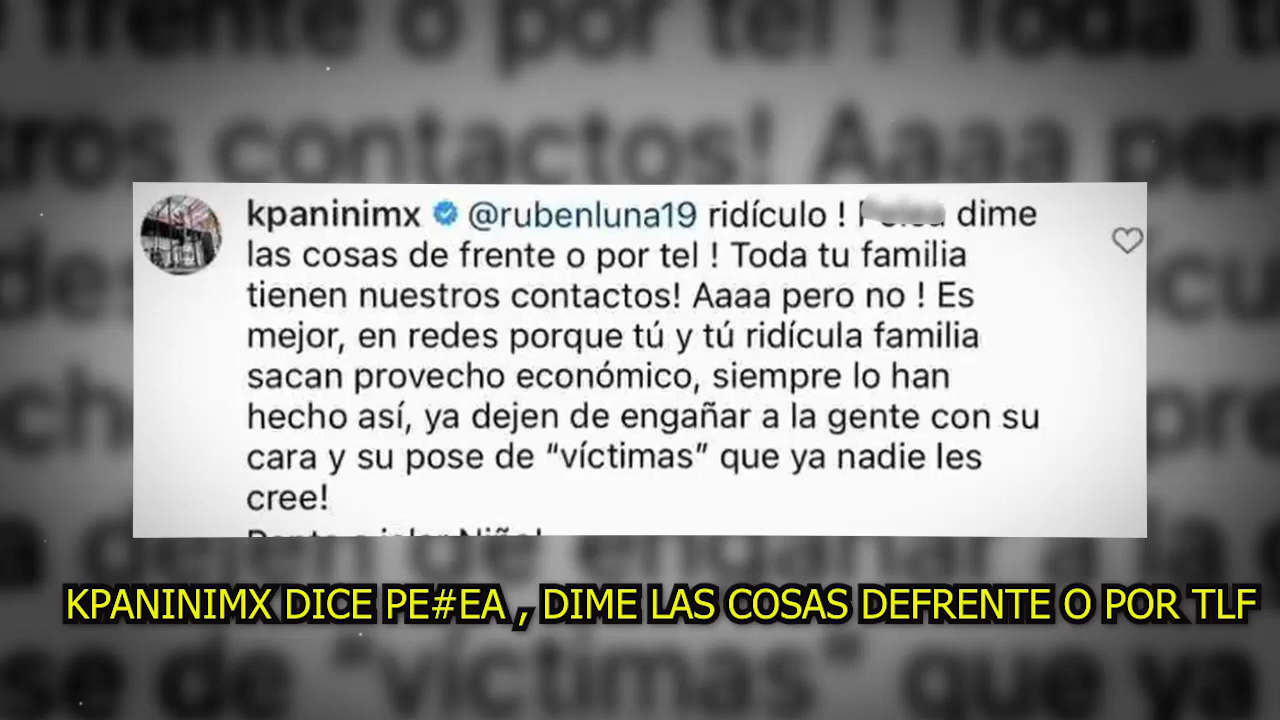 kpaninimx @rubenluna19 ridículo ! dime
las cosas de frente o por tel ! Toda tu familia
tienen nuestros contactos! Aaaa pero no ! Es
mejor, en redes porque tú y tú ridícula familia
sacan provecho económico, siempre lo han
hecho así, ya dejen de engañar a la gente con su
cara y su pose de “víctimas” que ya nadie les
cree!
KPANINIMX DICE PE#EA , DIME LAS COSAS DEFRENTE O POR TLF